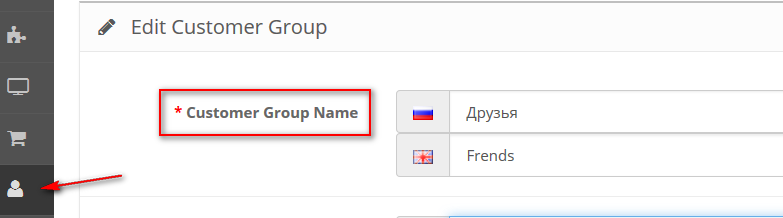 Edit Customer Group
* Customer Group Name
Друзья
Frends